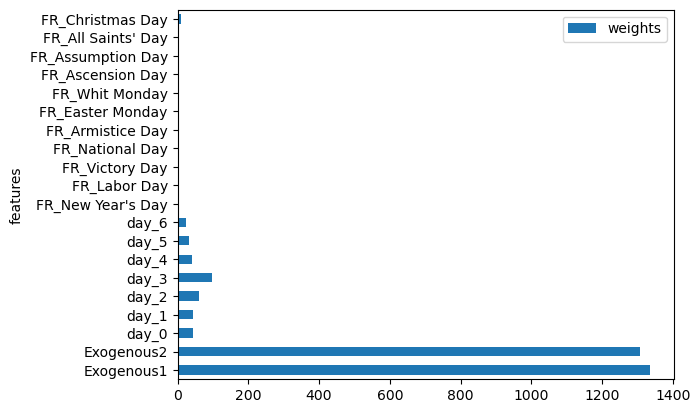 FR_Christmas Day
weights
FR_All Saints' Day
FR_Assumption Day
FR_Ascension Day
FR_Whit Monday
FR_Easter Monday
FR_Armistice Day
FR_National Day
FR_Victory Day
FR_Labor Day
FR_New Year's Day
features
day_6
day_5
day_4
day_3
day_2
day_1
day_0
Exogenous2
Exogenous1
0 200 400 600 800 1000 1200 1400